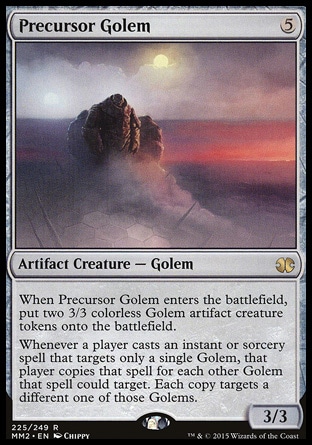 Precursor Golem 5
Artifact Creature — Golem
When Precursor Golem enters the battlefield,
put two 3/3 colorless Golem artifact creature
tokens onto the battlefield.
Whenever a player casts an instant or sorcery
spell that targets only a single Golem, that
player copies that spell for each other Golem
that spell could target. Each copy targets a
different one of those Golems.
3/3
225/249 R
MM2 • EN Chippy ™ & © 2015 Wizards of the Coast